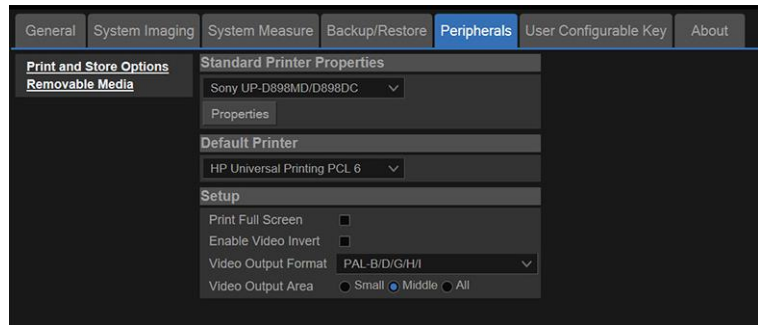 General System Imaging System Measure Backup/Restore Peripherals User Configurable Key About
Print and Store Options
Removable Media
Standard Printer Properties
Sony UP-D898MD/D898DC
Properties
Default Printer
HP Universal Printing PCL 6
Setup
Print Full Screen
Enable Video Invert
Video Output Format PAL-B/D/G/H/I
Video Output Area Small Middle All